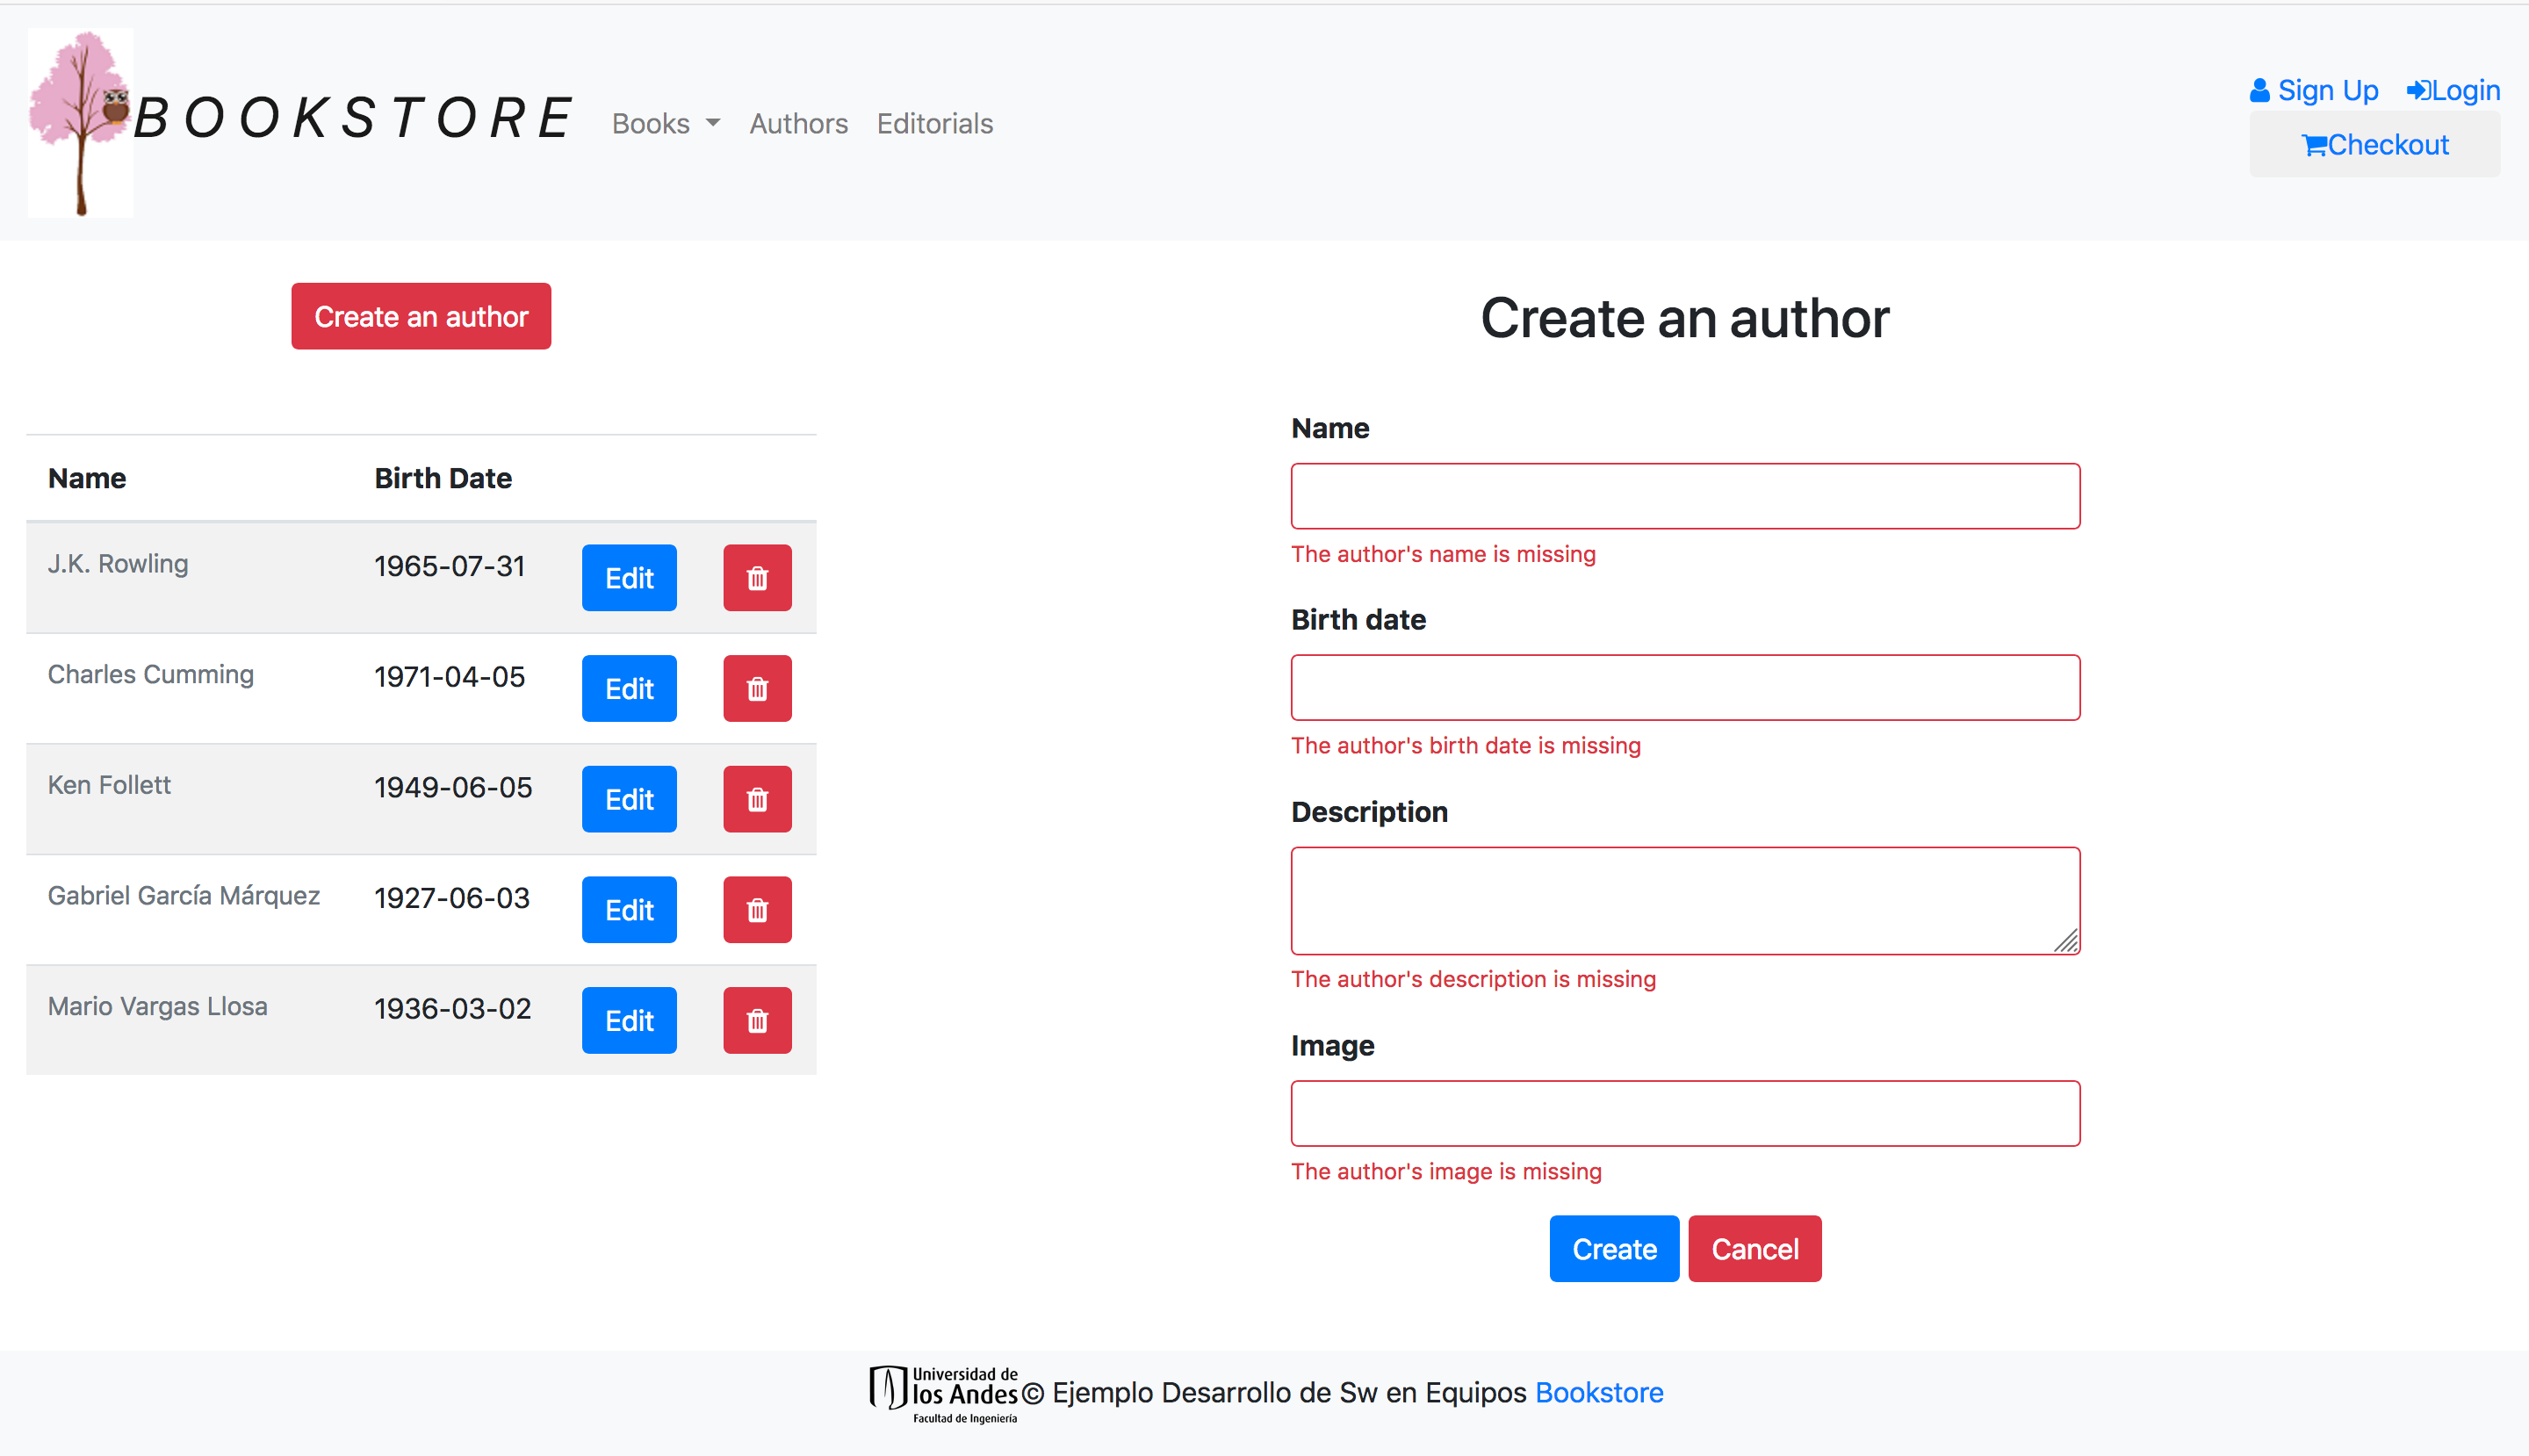 BOOKSTORE
Books Authors Editorials
Sign Up Login
Checkout
Create an author
Name Birth Date
J.K. Rowling 1965-07-31 Edit
Charles Cumming 1971-04-05 Edit
Ken Follett 1949-06-05 Edit
Gabriel García Márquez 1927-06-03 Edit
Mario Vargas Llosa 1936-03-02 Edit
Create an author
Name
The author's name is missing
Birth date
The author's birth date is missing
Description
The author's description is missing
Image
The author's image is missing
Create Cancel
Universidad de
los Andes
Facultad de Ingeniería
© Ejemplo Desarrollo de Sw en Equipos Bookstore